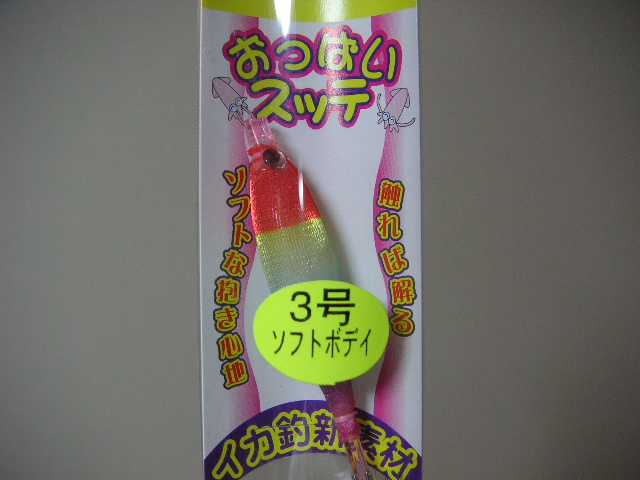 おっぱい
スッテ
触れば解る
ソフトな抱き心地
3号
ソフトボディ
イカ釣新素材